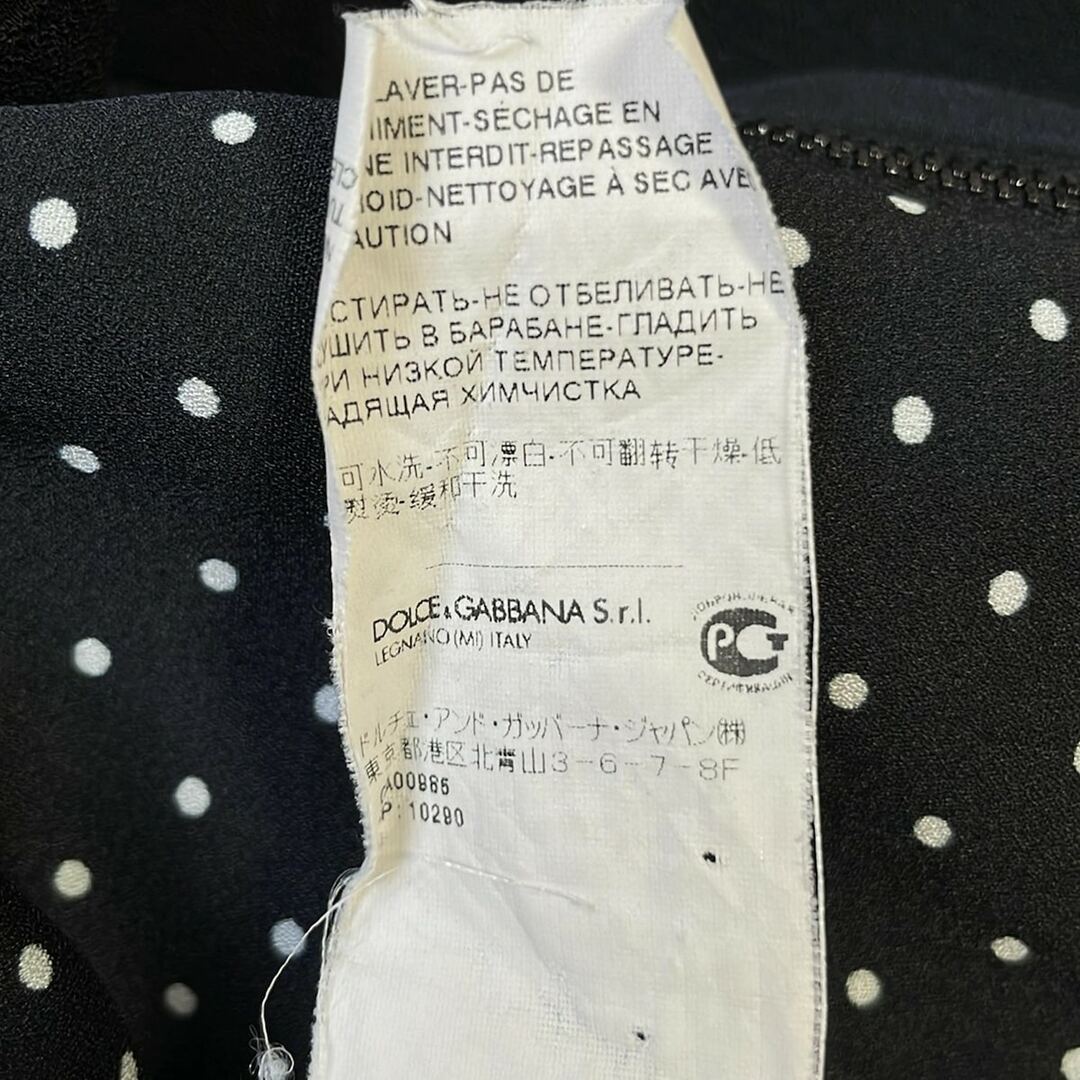 LAVER-PAS DE
IMENT-SÉCHAGE EN
NE INTERDIT-REPASSAGE
OID-NETTOYAGE À SEC AVEC
AUTION
СТИРАТЬ-НЕ ОТБЕЛИВАТЬ-НЕ
УШИТЬ В БАРАБАНЕ-ГЛАДИТЬ
РИ НИЗКОЙ ТЕМПЕРАТУРЕ-
АДЯЩАЯ ХИМЧИСТКА
可水洗-不可漂白-不可翻转干燥-低
熨烫-缓和干洗
DOLCE & GABBANA S.r.l.
LEGNANO (MI) ITALY
РСТ
ドルチェ・アンド・ガッバーナ・ジャパン(株)
東京都港区北青山3-6-7-8F
CA00986
P: 10290